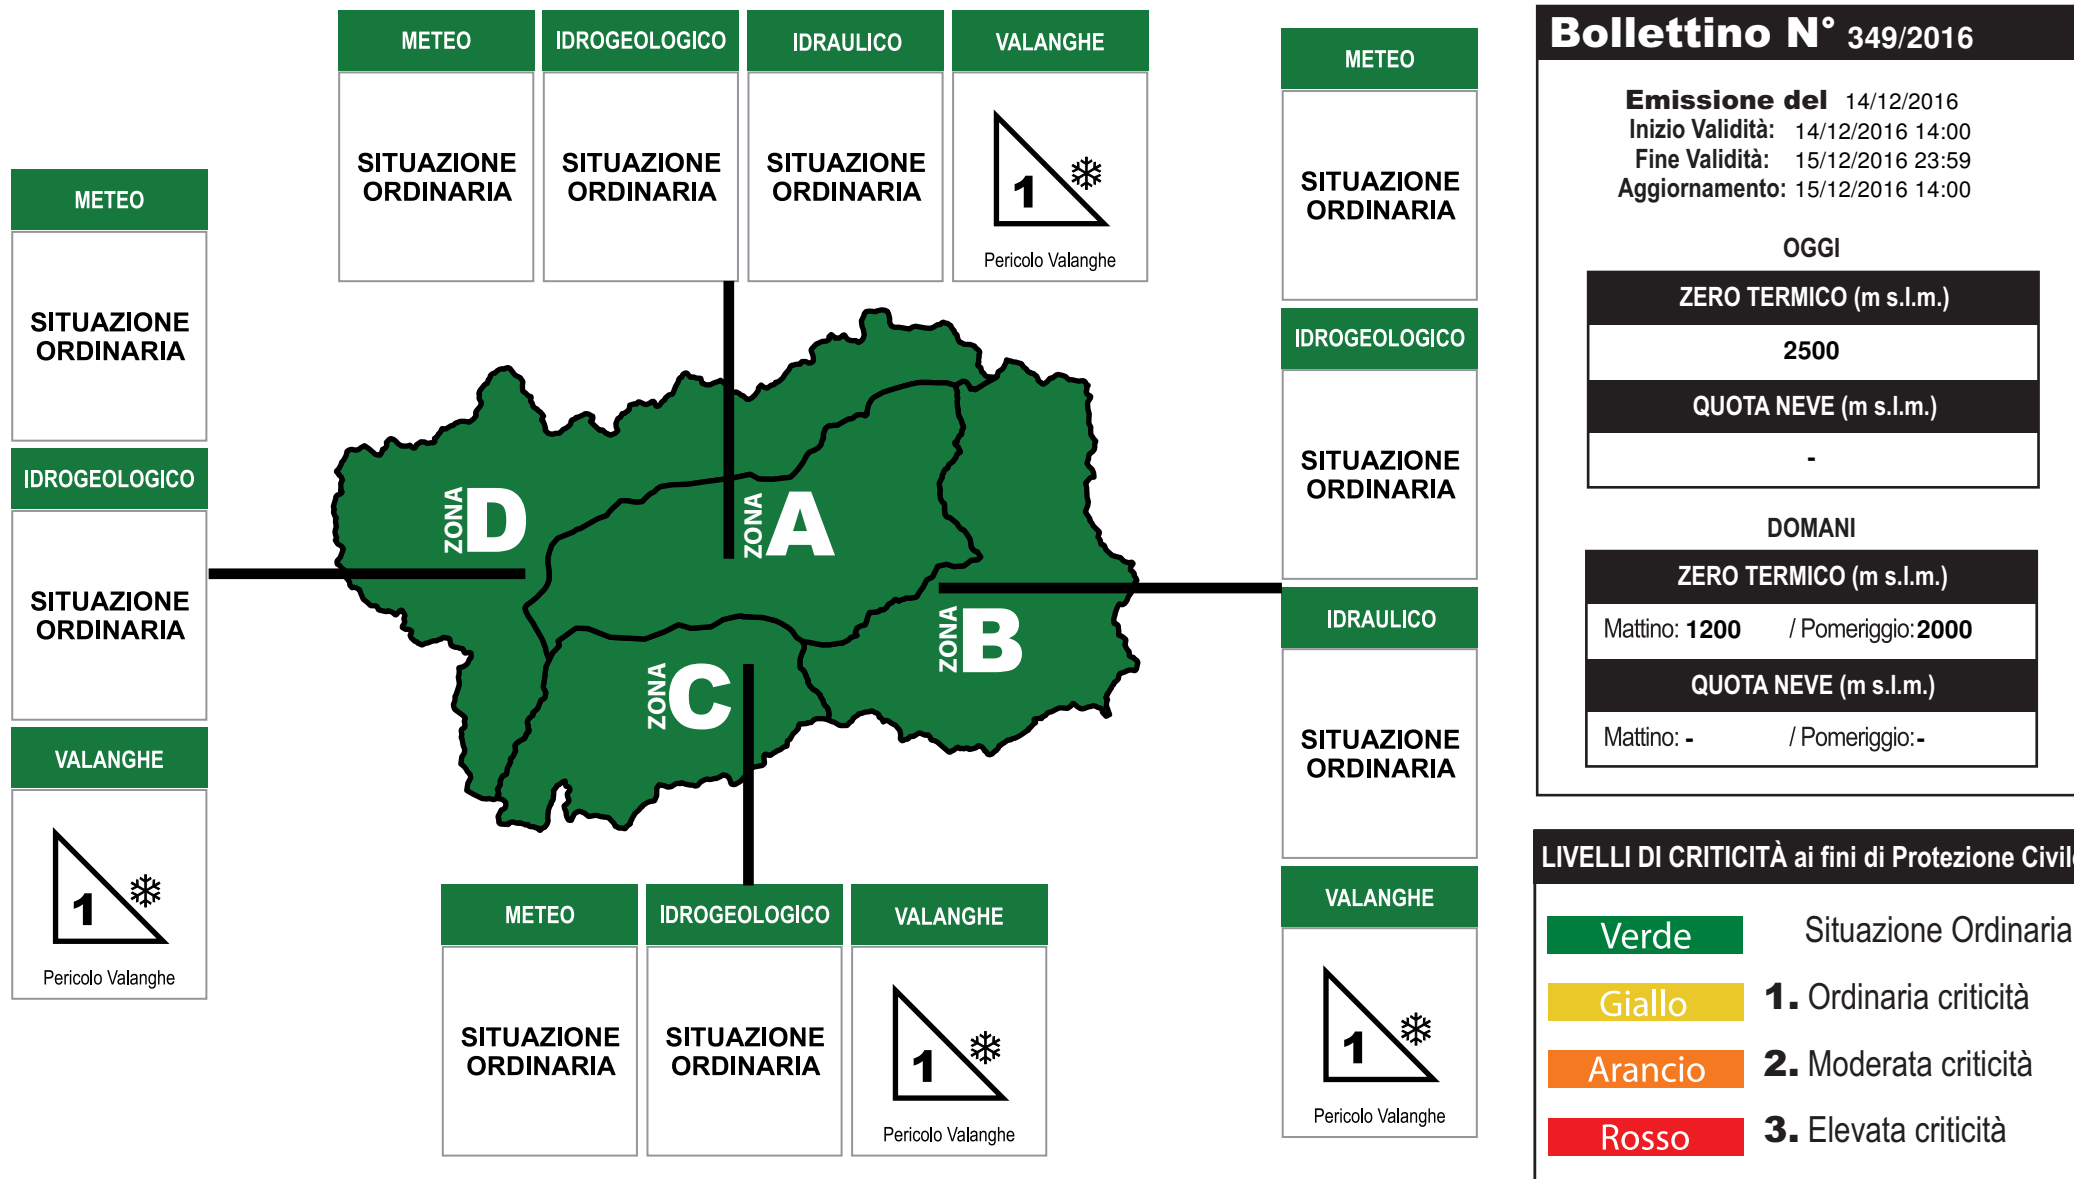 METEO
SITUAZIONE
ORDINARIA
IDROGEOLOGICO
SITUAZIONE
ORDINARIA
VALANGHE
1
Pericolo Valanghe
METEO
SITUAZIONE
ORDINARIA
IDROGEOLOGICO
SITUAZIONE
ORDINARIA
IDRAULICO
SITUAZIONE
ORDINARIA
VALANGHE
1
Pericolo Valanghe
ZONA D
ZONA A
ZONA B
ZONA C
METEO
SITUAZIONE
ORDINARIA
IDROGEOLOGICO
SITUAZIONE
ORDINARIA
VALANGHE
1
Pericolo Valanghe
METEO
SITUAZIONE
ORDINARIA
IDROGEOLOGICO
SITUAZIONE
ORDINARIA
IDRAULICO
SITUAZIONE
ORDINARIA
VALANGHE
1
Pericolo Valanghe
Bollettino N° 349/2016
Emissione del 14/12/2016
Inizio Validità: 14/12/2016 14:00
Fine Validità: 15/12/2016 23:59
Aggiornamento: 15/12/2016 14:00
OGGI
ZERO TERMICO (m s.l.m.)
2500
QUOTA NEVE (m s.l.m.)
-
DOMANI
ZERO TERMICO (m s.l.m.)
Mattino: 1200 / Pomeriggio: 2000
QUOTA NEVE (m s.l.m.)
Mattino: - / Pomeriggio: -
LIVELLI DI CRITICITÀ ai fini di Protezione Civile
Verde Situazione Ordinaria
Giallo 1. Ordinaria criticità
Arancio 2. Moderata criticità
Rosso 3. Elevata criticità